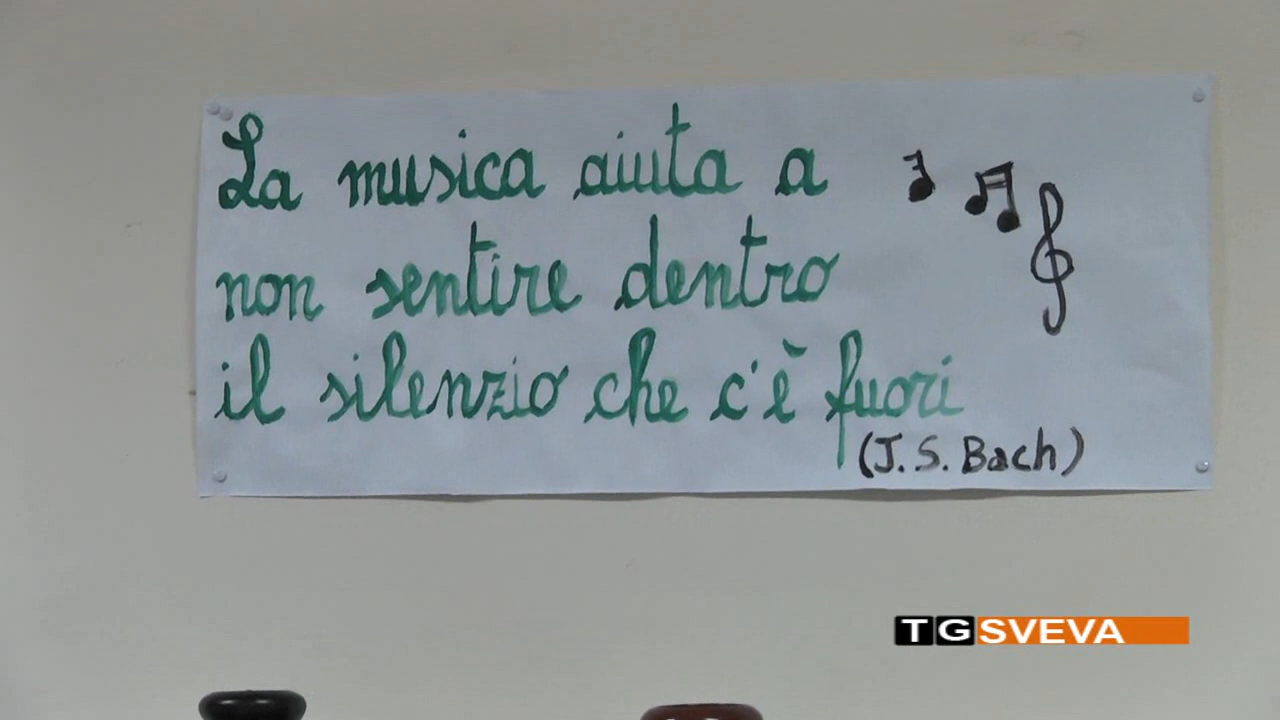 La musica aiuta a
non sentire dentro
il silenzio che c'è fuori
(J. S. Bach)
TGSVEVA